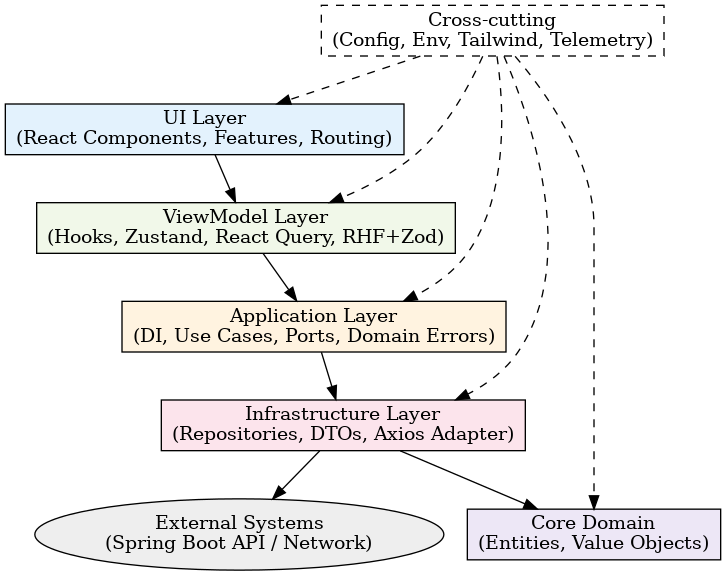 Cross-cutting
(Config, Env, Tailwind, Telemetry)
UI Layer
(React Components, Features, Routing)
ViewModel Layer
(Hooks, Zustand, React Query, RHF+Zod)
Application Layer
(DI, Use Cases, Ports, Domain Errors)
Infrastructure Layer
(Repositories, DTOs, Axios Adapter)
External Systems
(Spring Boot API / Network)
Core Domain
(Entities, Value Objects)